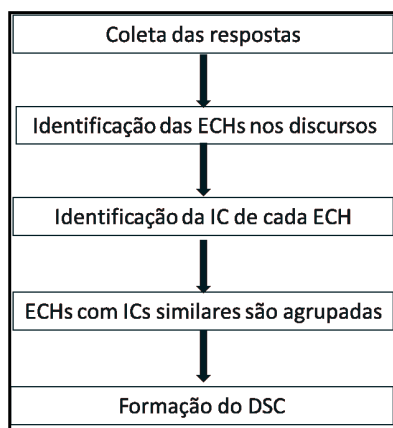 Coleta das respostas
Identificação das ECHs nos discursos
Identificação da IC de cada ECH
ECHs com ICs similares são agrupadas
Formação do DSC